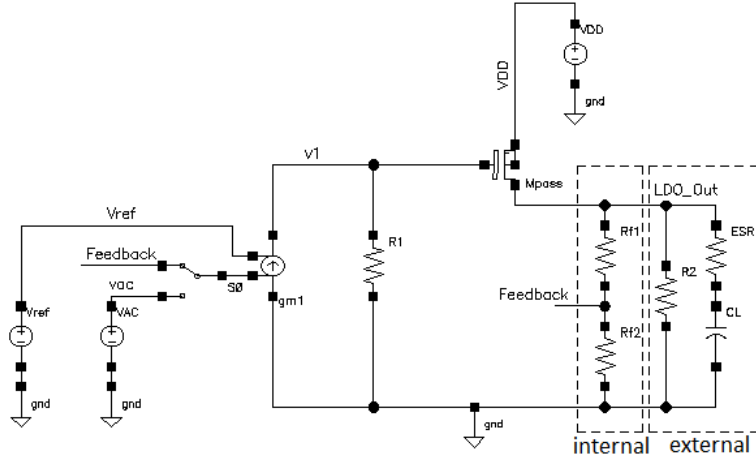 VDD
VDD
gnd
V1
Mpass
LDO_Out
Vref
Rf1
ESR
R1
Feedback
R2
vac
SØ
Feedback
gm1
CL
Vref
VAC
Rf2
gnd
gnd
gnd
internal
external